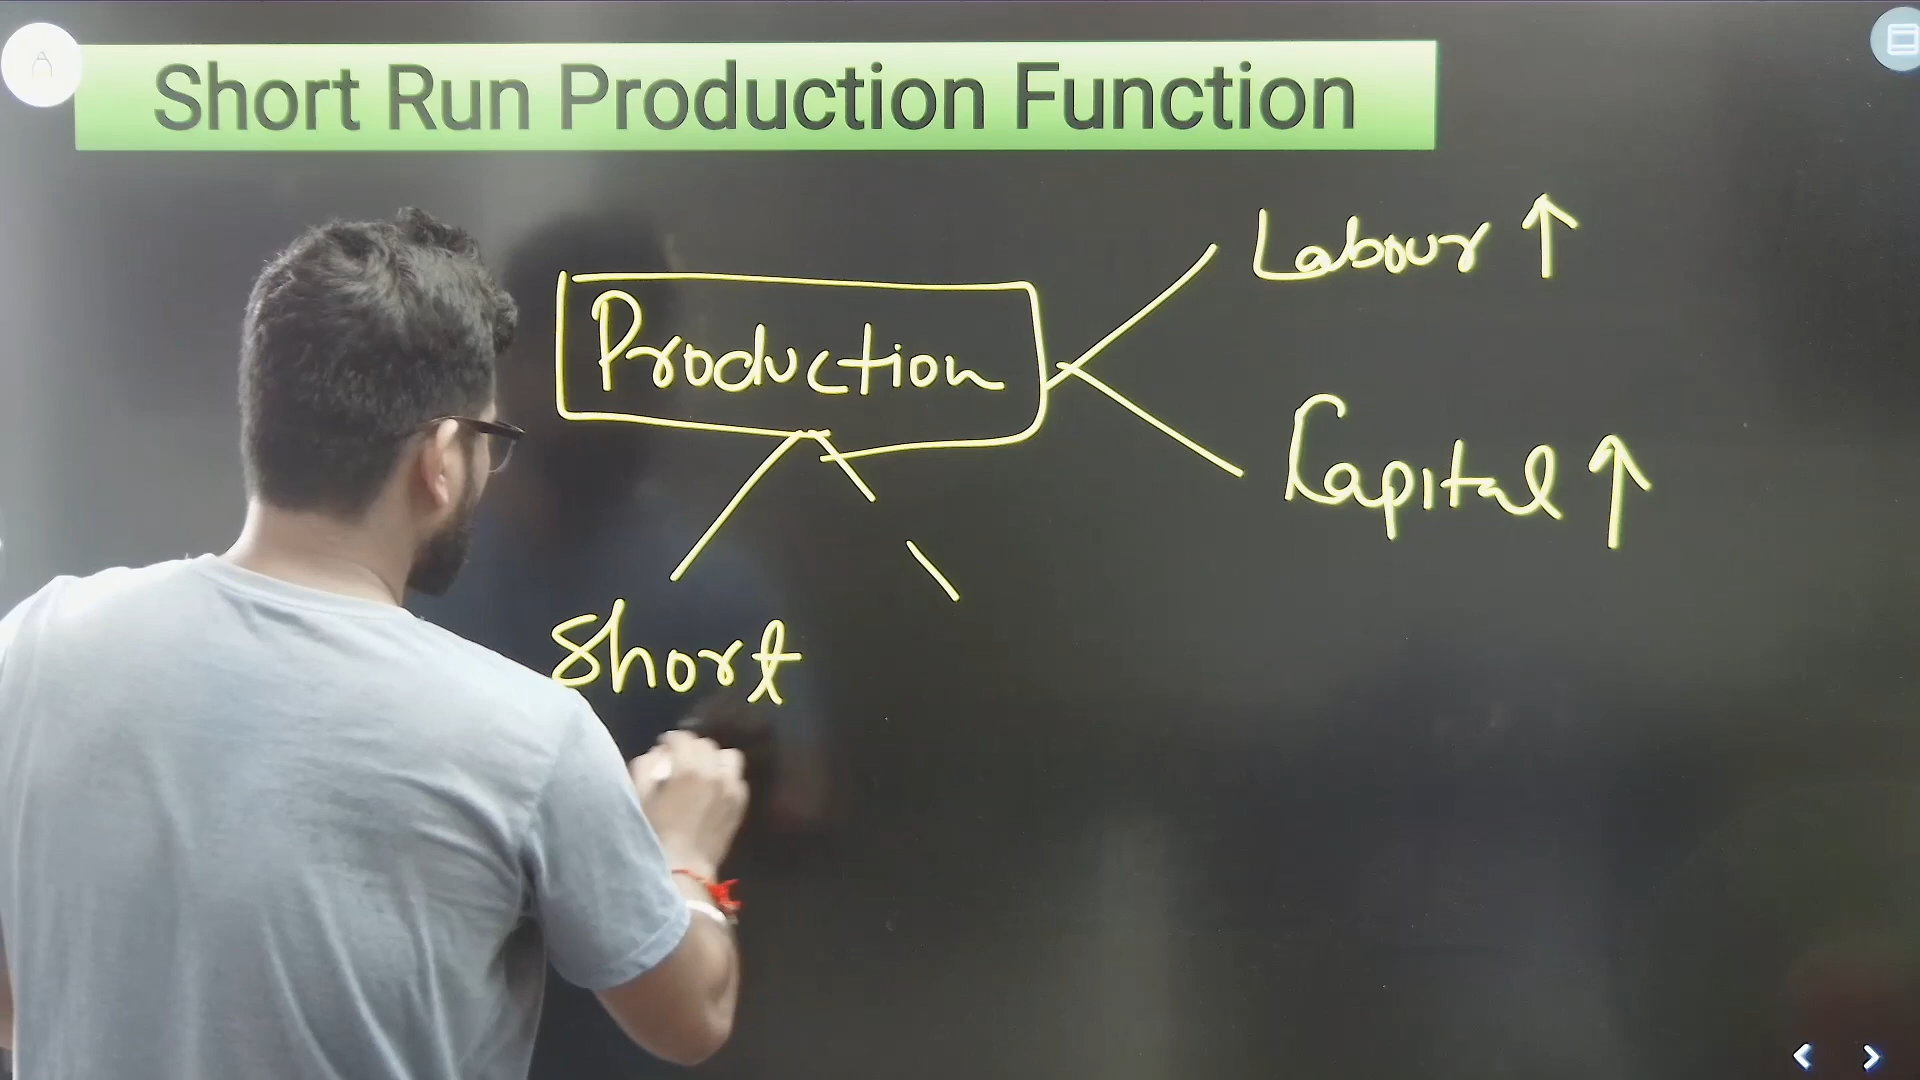 Short Run Production Function
Labour ↑
Production
Capital ↑
Short